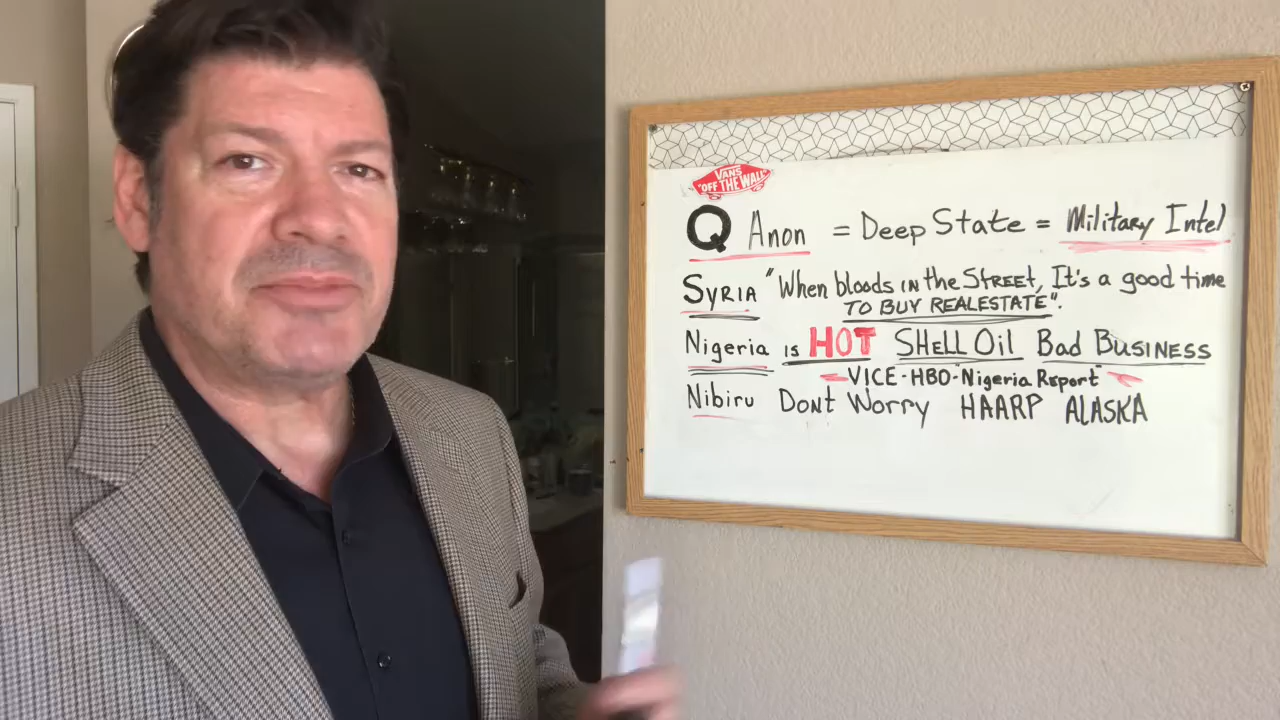 VANS
"OFF THE WALL"
Q Anon = Deep State = Military Intel
SYRIA "When bloods IN the STREET, It's a good time
TO BUY REALESTATE".
Nigeria is HOT SHELL Oil Bad BUSINESS
VICE-HBO-"Nigeria Report"
Nibiru DONT Worry HAARP ALASKA